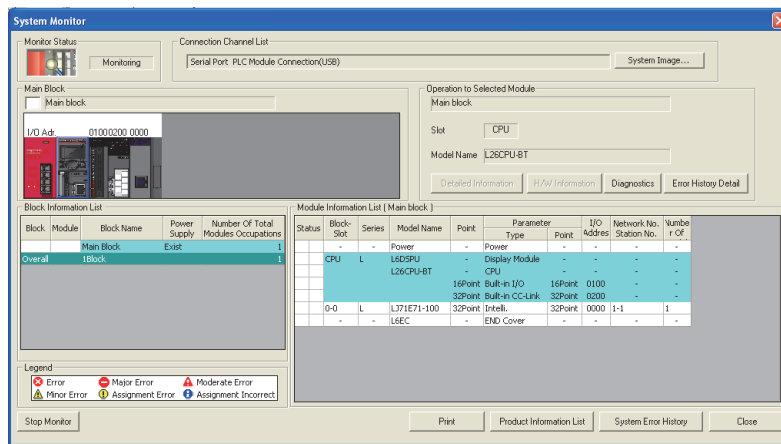 System Monitor
Monitor Status
Monitoring
Connection Channel List
Serial Port PLC Module Connection(USB)
System Image...
Main Block
Main block
I/O Adr. 01000200 0000
Operation to Selected Module
Main block
Slot CPU
Model Name L26CPU-BT
Detailed Information H/W Information Diagnostics Error History Detail
Block Information List
Block Module Block Name Power Supply Number Of Total Modules Occupations
Main Block Exist 1
Overall 1Block 1
Module Information List ( Main block )
Status Block-Slot Series Model Name Point Parameter Type Point I/O Addres Network No. Station No. Numbe r Of
- - Power - Power - - - -
CPU L L6DSPU - Display Module - - - -
L26CPU-BT - CPU - - - -
16Point Built-in I/O 16Point 0100 - -
32Point Built-in CC-Link 32Point 0200 - -
0-0 L LJ71E71-100 32Point Intelli. 32Point 0000 1-1 1
- - L6EC - END Cover - - - -
Legend
Error Major Error Moderate Error
Minor Error Assignment Error Assignment Incorrect
Stop Monitor Print Product Information List System Error History Close